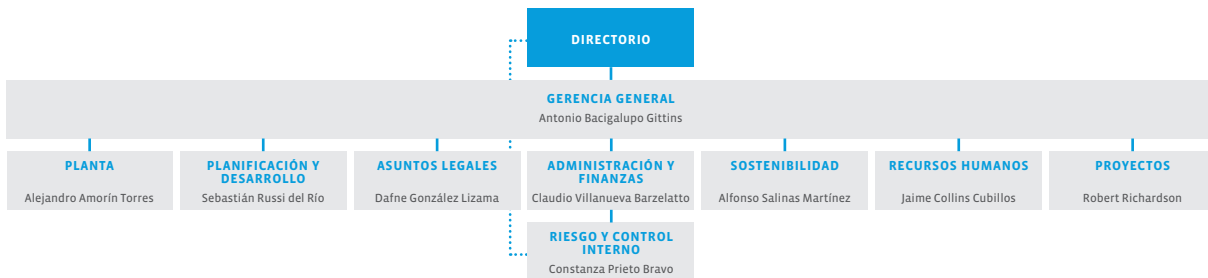 DIRECTORIO
GERENCIA GENERAL
Antonio Bacigalupo Gittins
PLANTA
Alejandro Amorín Torres
PLANIFICACIÓN Y
DESARROLLO
Sebastián Russi del Río
ASUNTOS LEGALES
Dafne González Lizama
ADMINISTRACIÓN Y
FINANZAS
Claudio Villanueva Barzelatto
SOSTENIBILIDAD
Alfonso Salinas Martínez
RECURSOS HUMANOS
Jaime Collins Cubillos
PROYECTOS
Robert Richardson
RIESGO Y CONTROL
INTERNO
Constanza Prieto Bravo